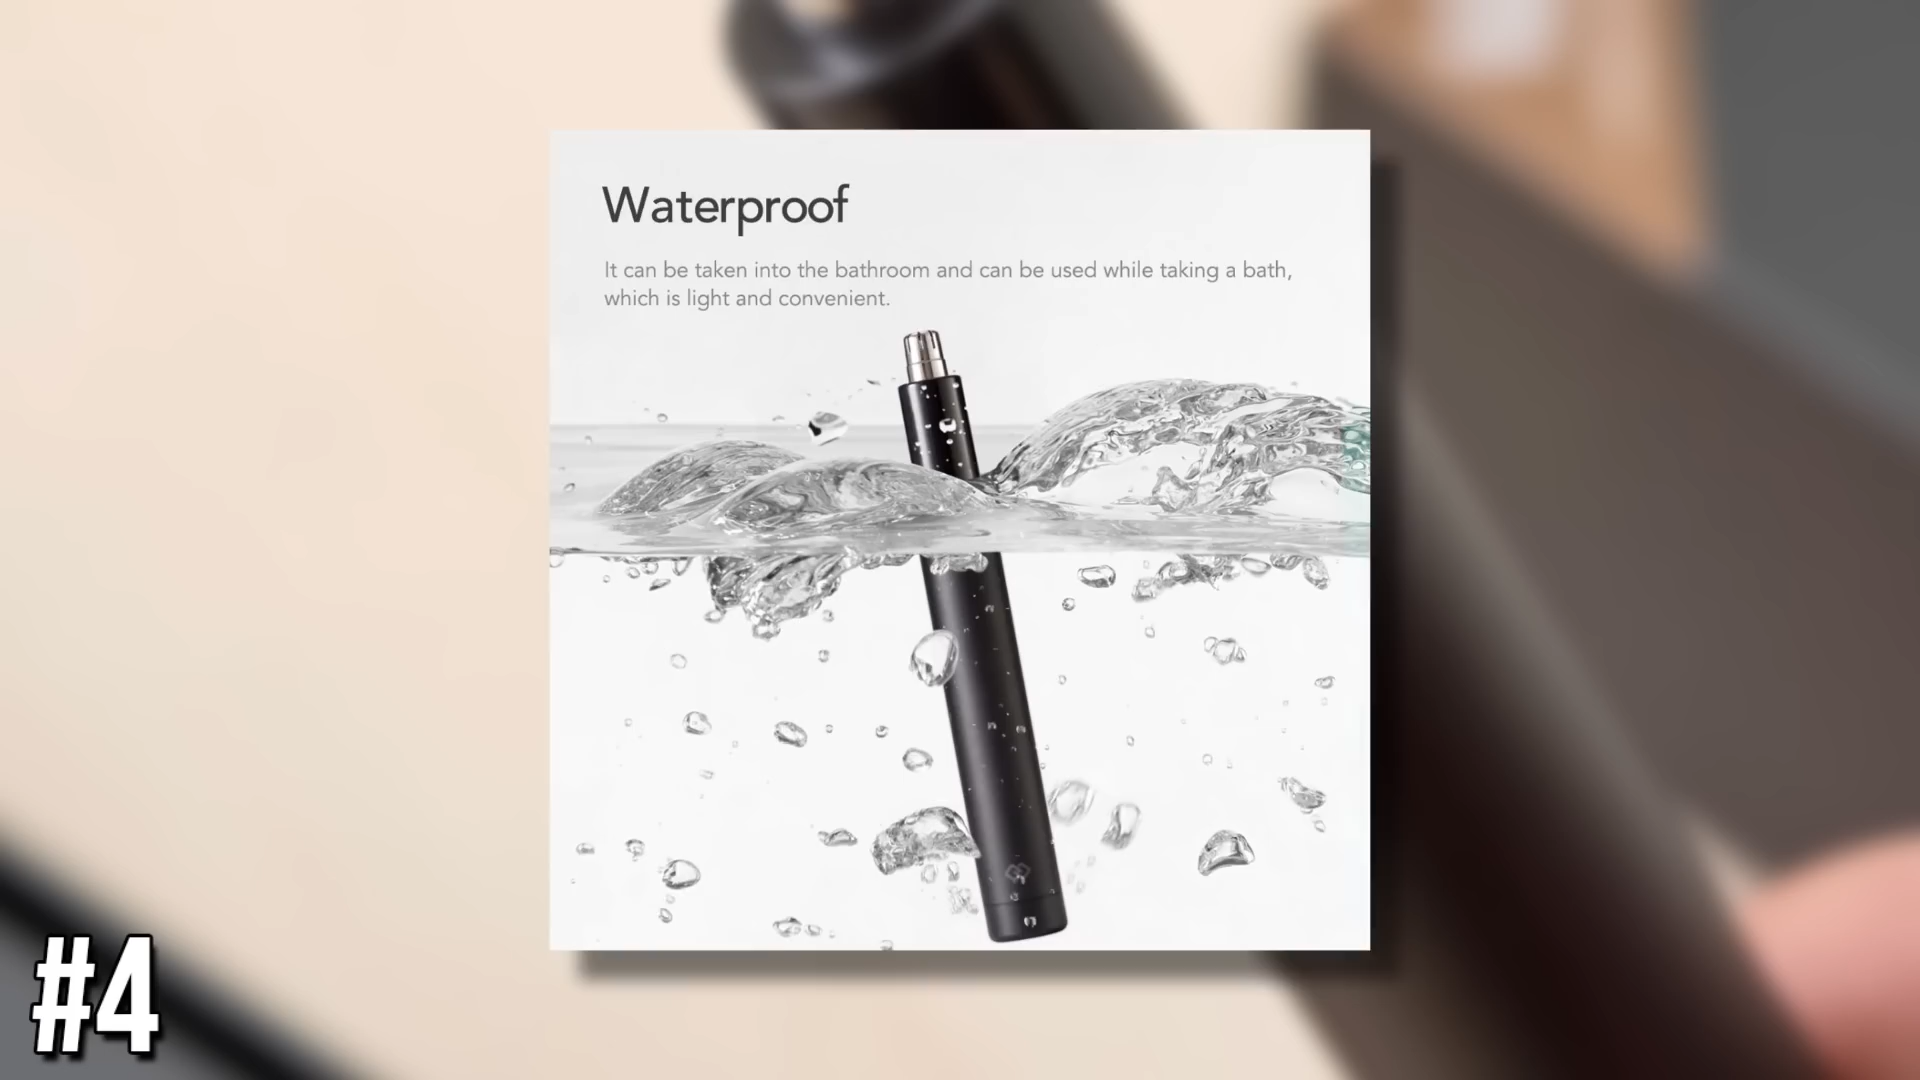 Waterproof
It can be taken into the bathroom and can be used while taking a bath,
which is light and convenient.
#4